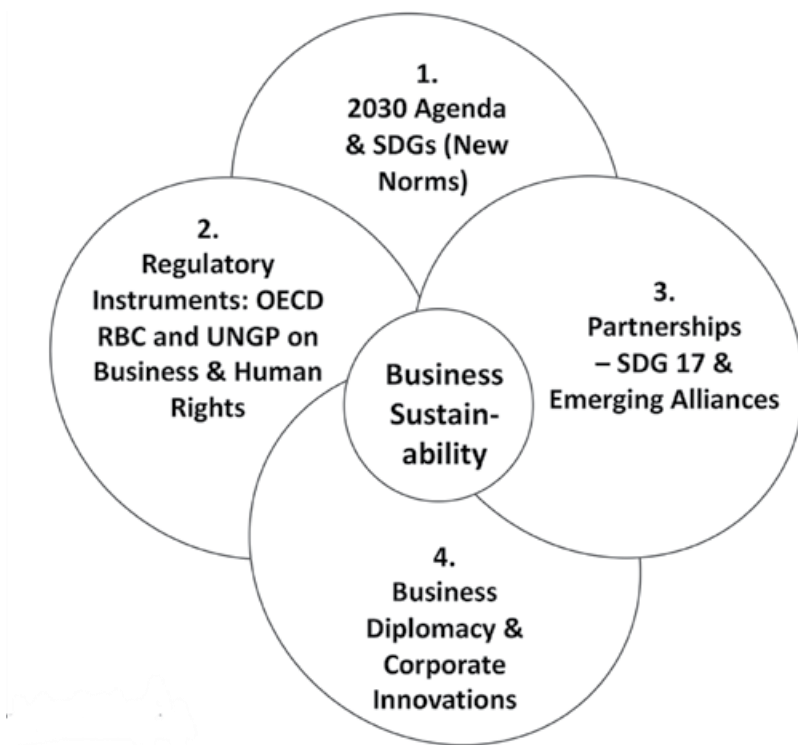 1.
2030 Agenda
& SDGs (New
Norms)
2.
Regulatory
Instruments: OECD
RBC and UNGP on
Business & Human
Rights
3.
Partnerships
– SDG 17 &
Emerging Alliances
Business
Sustain-
ability
4.
Business
Diplomacy &
Corporate
Innovations